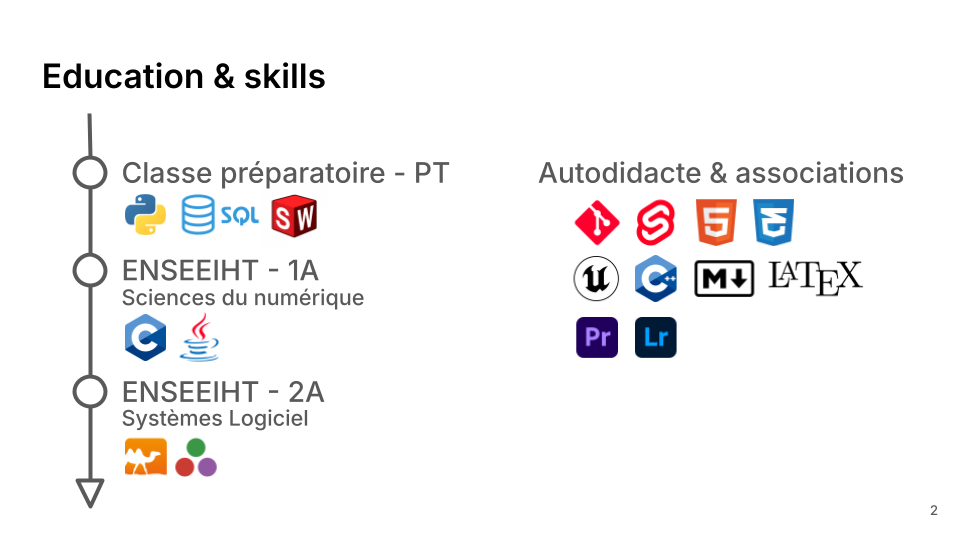 Education & skills
Classe préparatoire - PT
SQL
SW
ENSEEIHT - 1A
Sciences du numérique
C
ENSEEIHT - 2A
Systèmes Logiciel
Autodidacte & associations
5
3
u C++ M LATEX
Pr Lr
2